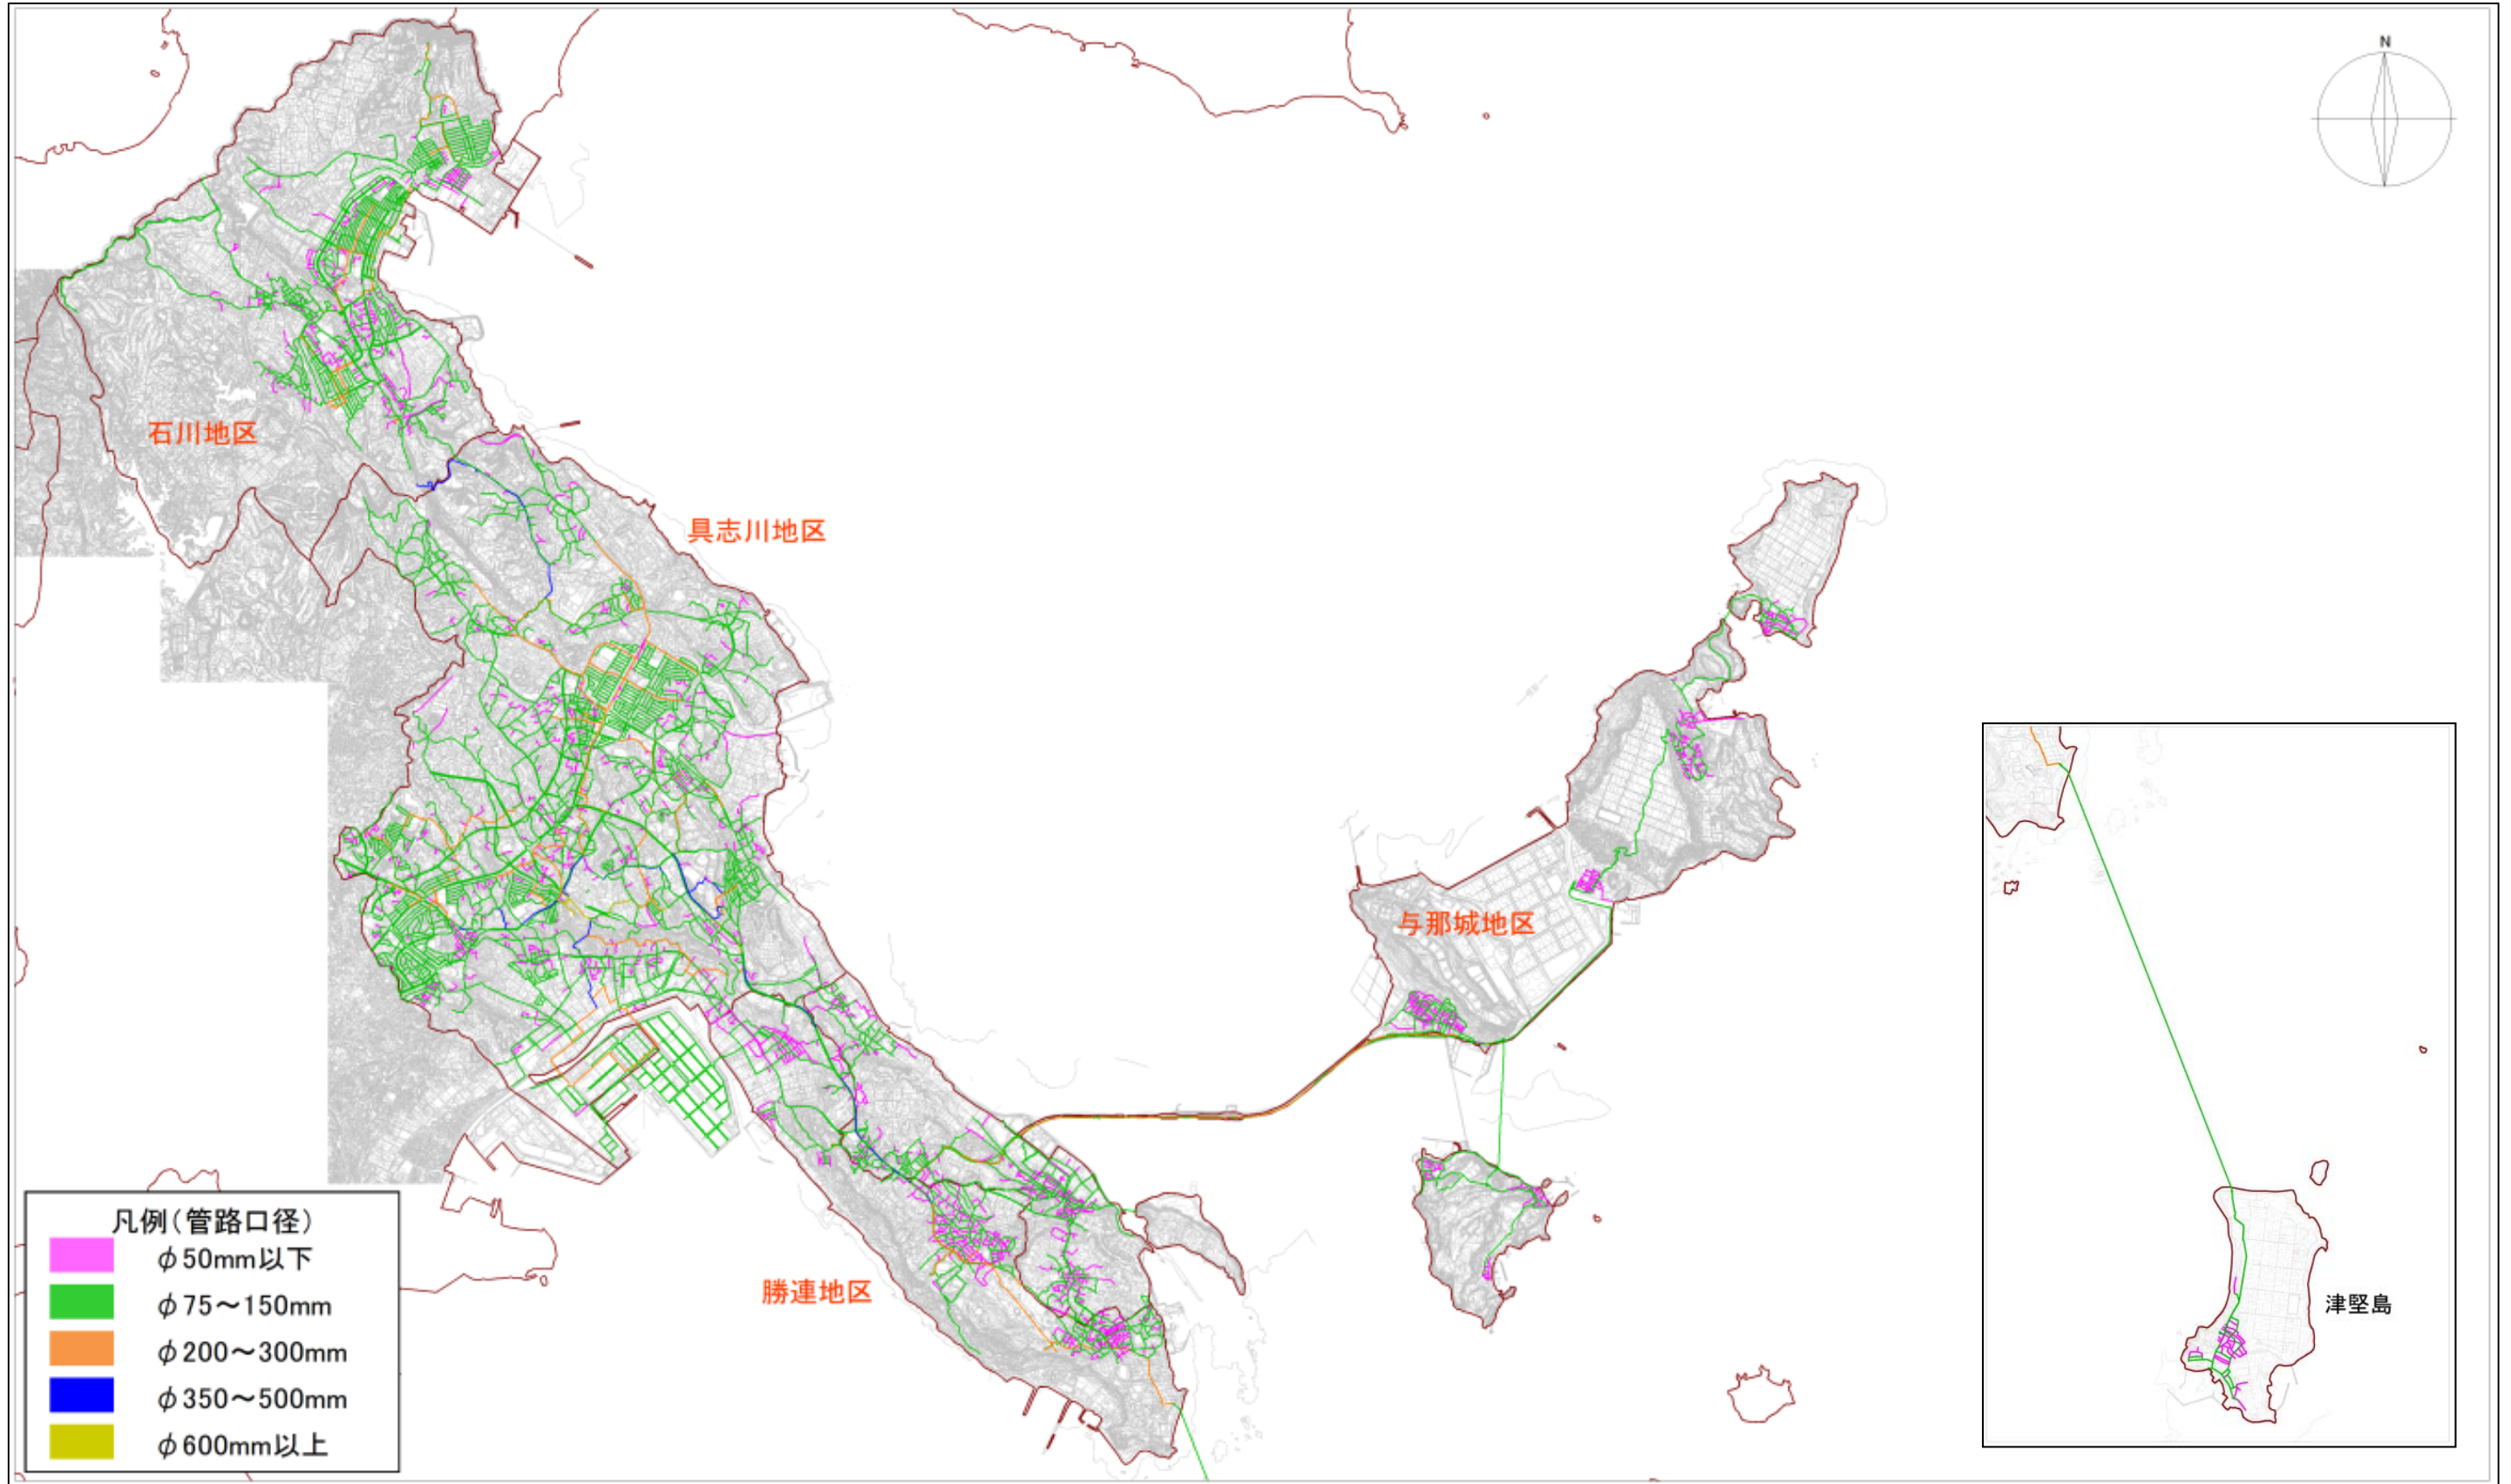 N
石川地区
具志川地区
与那城地区
勝連地区
津堅島
凡例(管路口径)
φ50mm以下
φ75~150mm
φ200~300mm
φ350~500mm
φ600mm以上